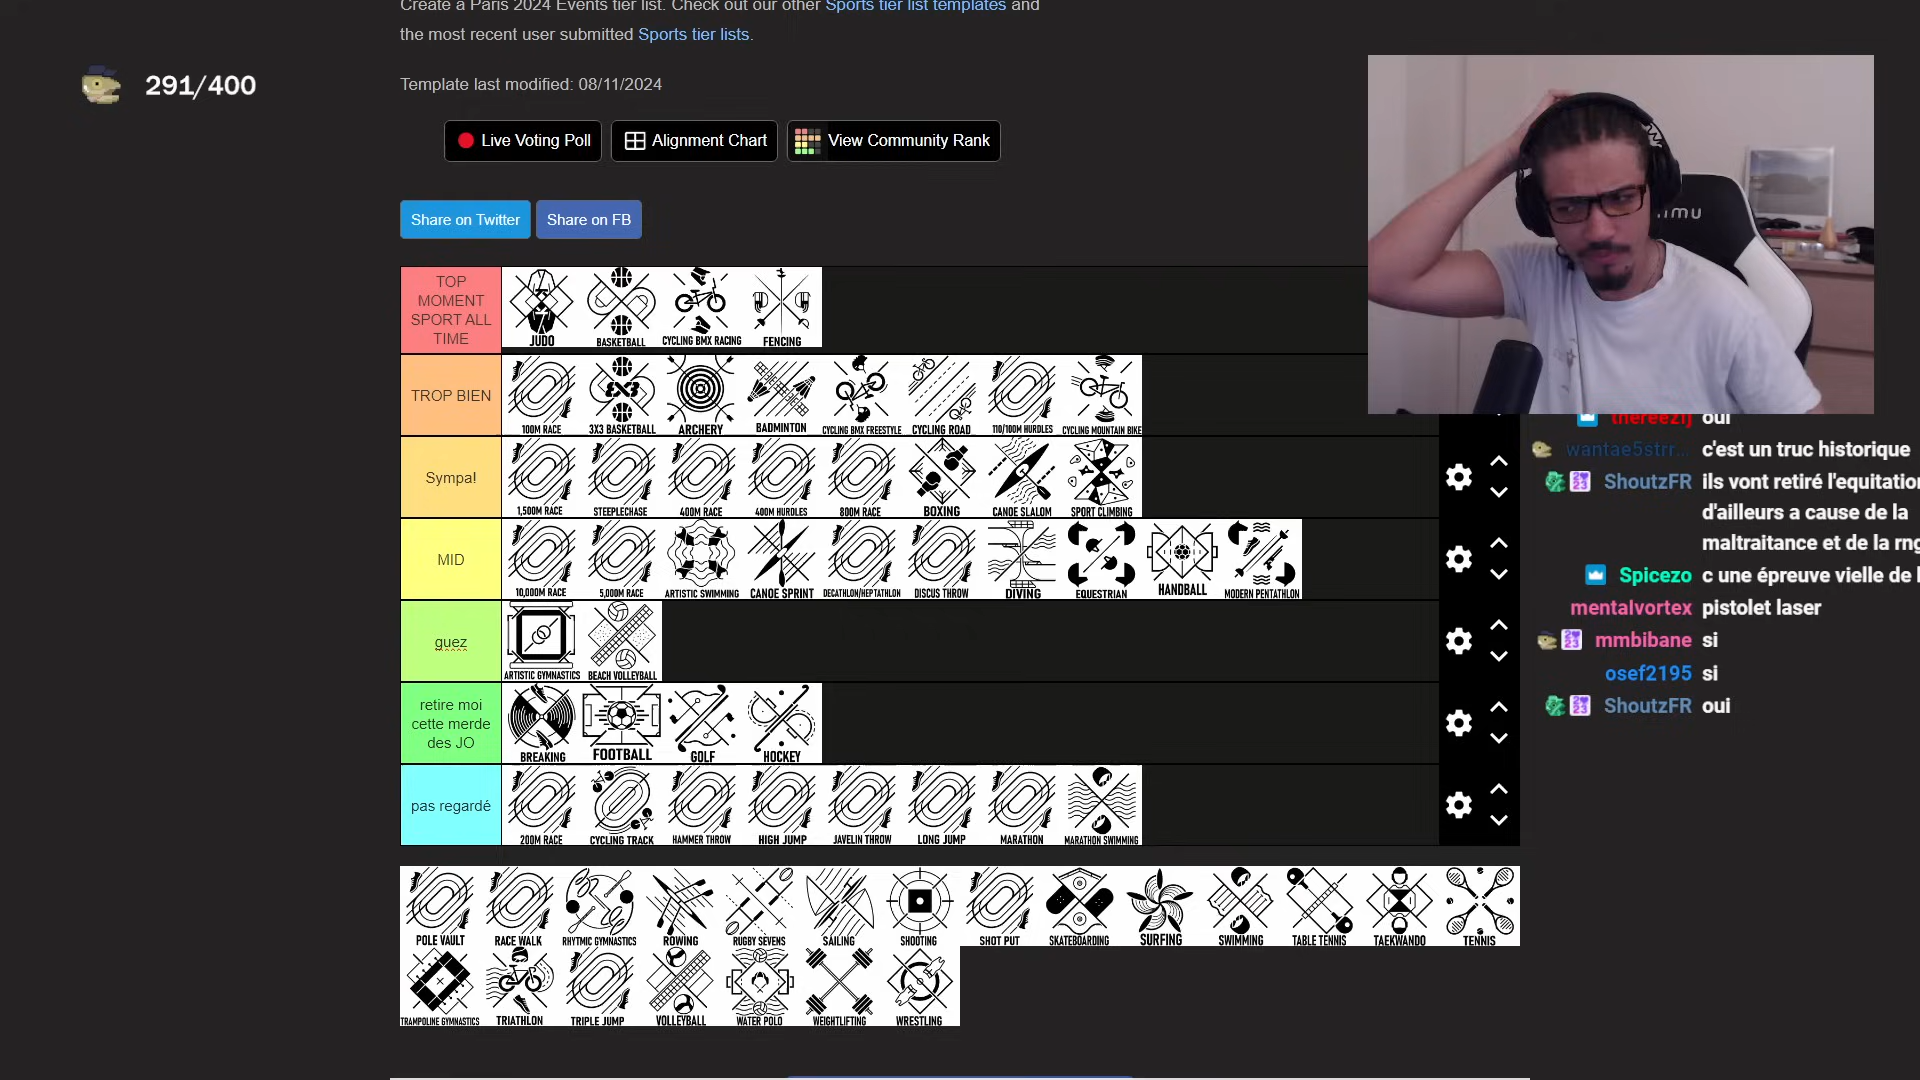 Create a Paris 2024 Events tier list. Check out our other Sports tier list templates and
the most recent user submitted Sports tier lists.
291/400
Template last modified: 08/11/2024
Live Voting Poll
Alignment Chart
View Community Rank
Share on Twitter
Share on FB
TOP
MOMENT
SPORT ALL
TIME
JUDO
BASKETBALL
CYCLING BMX RACING
FENCING
TROP BIEN
100M RACE
3X3
3X3 BASKETBALL
ARCHERY
BADMINTON
CYCLING BMX FREESTYLE
CYCLING ROAD
110/100M HURDLES
CYCLING MOUNTAIN BIKE
Sympa!
1,500M RACE
STEEPLECHASE
400M RACE
400M HURDLES
800M RACE
BOXING
CANOE SLALOM
SPORT CLIMBING
MID
10,000M RACE
5,000M RACE
ARTISTIC SWIMMING
CANOE SPRINT
DECATHLON/HEPTATHLON
DISCUS THROW
DIVING
EQUESTRIAN
HANDBALL
MODERN PENTATHLON
guez
ARTISTIC GYMNASTICS
BEACH VOLLEYBALL
retire moi
cette merde
des JO
BREAKING
FOOTBALL
GOLF
HOCKEY
pas regardé
200M RACE
CYCLING TRACK
HAMMER THROW
HIGH JUMP
JAVELIN THROW
LONG JUMP
MARATHON
MARATHON SWIMMING
POLE VAULT
RACE WALK
RHYTMIC GYMNASTICS
ROWING
RUGBY SEVENS
SAILING
SHOOTING
SHOT PUT
SKATEBOARDING
SURFING
SWIMMING
TABLE TENNIS
TAEKWANDO
TENNIS
TRAMPOLINE GYMNASTICS
TRIATHLON
TRIPLE JUMP
VOLLEYBALL
WATER POLO
WEIGHTLIFTING
WRESTLING
oui
wantae5strr... c'est un truc historique
ShoutzFR ils vont retiré l'equitation
d'ailleurs a cause de la
maltraitance et de la rng
Spicezo c une épreuve vielle de
mentalvortex pistolet laser
mmbibane si
osef2195 si
ShoutzFR oui